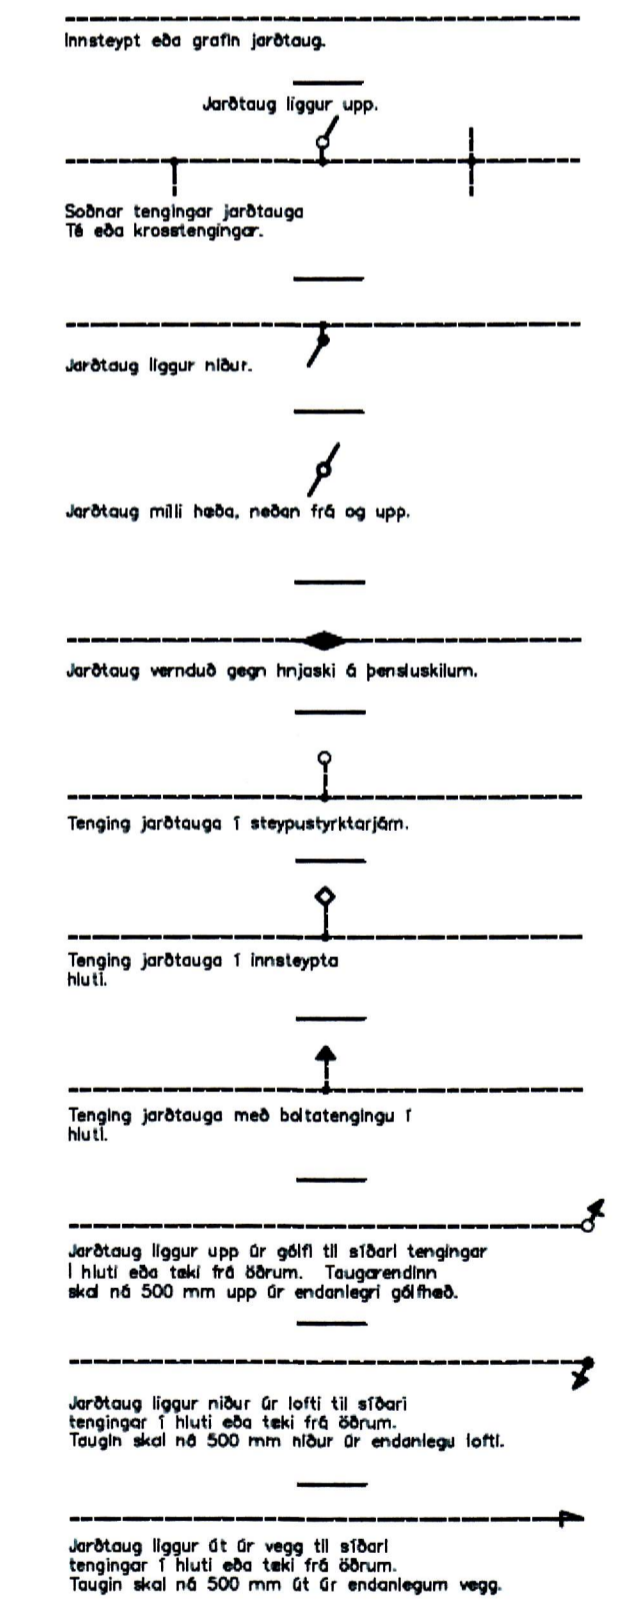 Innsteypt eða grafin jarðtaug.
Jarðtaug liggur upp.
Soðnar tengingar jarðtauga
Té eða krosstengingar.
Jarðtaug liggur niður.
Jarðtaug milli hæða, neðan frá og upp.
Jarðtaug vernduð gegn hnjaski á þensluskilum.
Tenging jarðtauga í steypustyrktarjárn.
Tenging jarðtauga í innsteypta
hluti.
Tenging jarðtauga með boltatengingu í
hluti.
Jarðtaug liggur upp úr gólfi til síðari tengingar
í hluti eða tæki frá öðrum. Taugarendinn
skal ná 500 mm upp úr endanlegri gólfhæð.
Jarðtaug liggur niður úr lofti til síðari
tengingar í hluti eða tæki frá öðrum.
Taugin skal ná 500 mm niður úr endanlegu lofti.
Jarðtaug liggur út úr vegg til síðari
tengingar í hluti eða tæki frá öðrum.
Taugin skal ná 500 mm út úr endanlegum vegg.